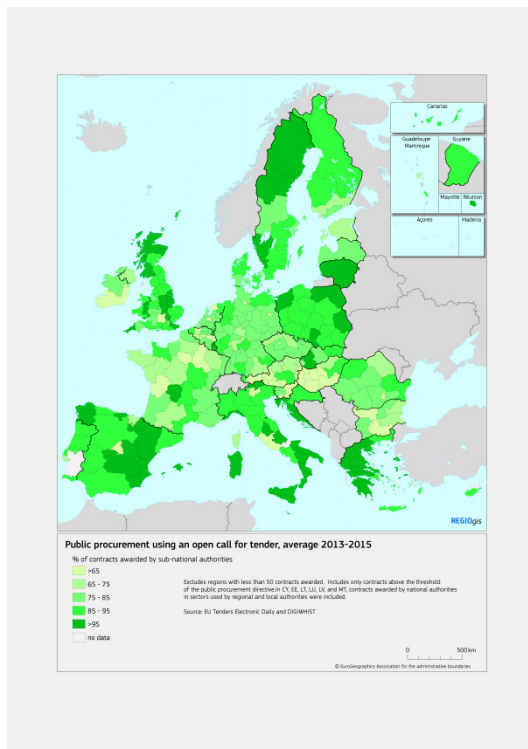 Canarias
Guadeloupe
Martinique
Guyane
Mayotte
Réunion
Açores
Madeira
REGIOgis
Public procurement using an open call for tender, average 2013-2015
% of contracts awarded by sub-national authorities
>65
65 - 75
75 - 85
85 - 95
>95
no data
Excludes regions with less than 50 contracts awarded. Includes only contracts above the threshold
of the public procurement directive.In CY, EE, LT, LU, LV, and MT, contracts awarded by national authorities
in sectors used by regional and local authorities were included.
Source: EU Tenders Electronic Daily and DIGIWHIST
0 500 km
© EuroGeographics Association for the administrative boundaries